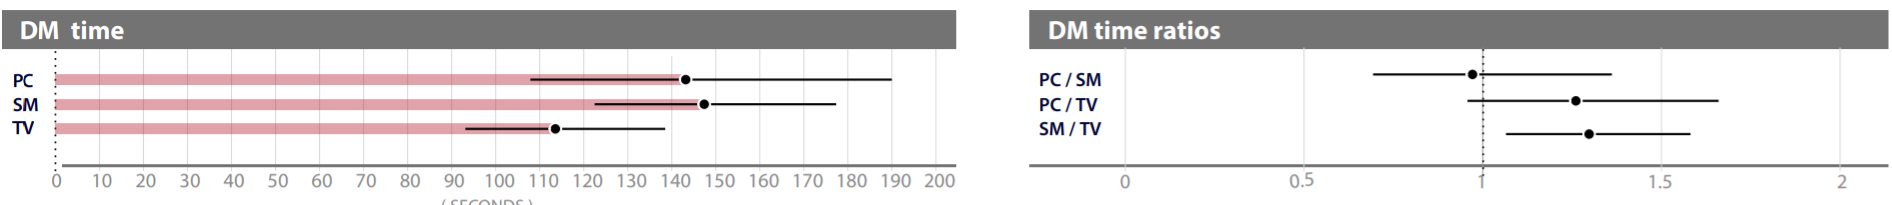 DM time
PC
SM
TV
0 10 20 30 40 50 60 70 80 90 100 110 120 130 140 150 160 170 180 190 200
( SECONDS )
DM time ratios
PC / SM
PC / TV
SM / TV
0 0.5 1 1.5 2